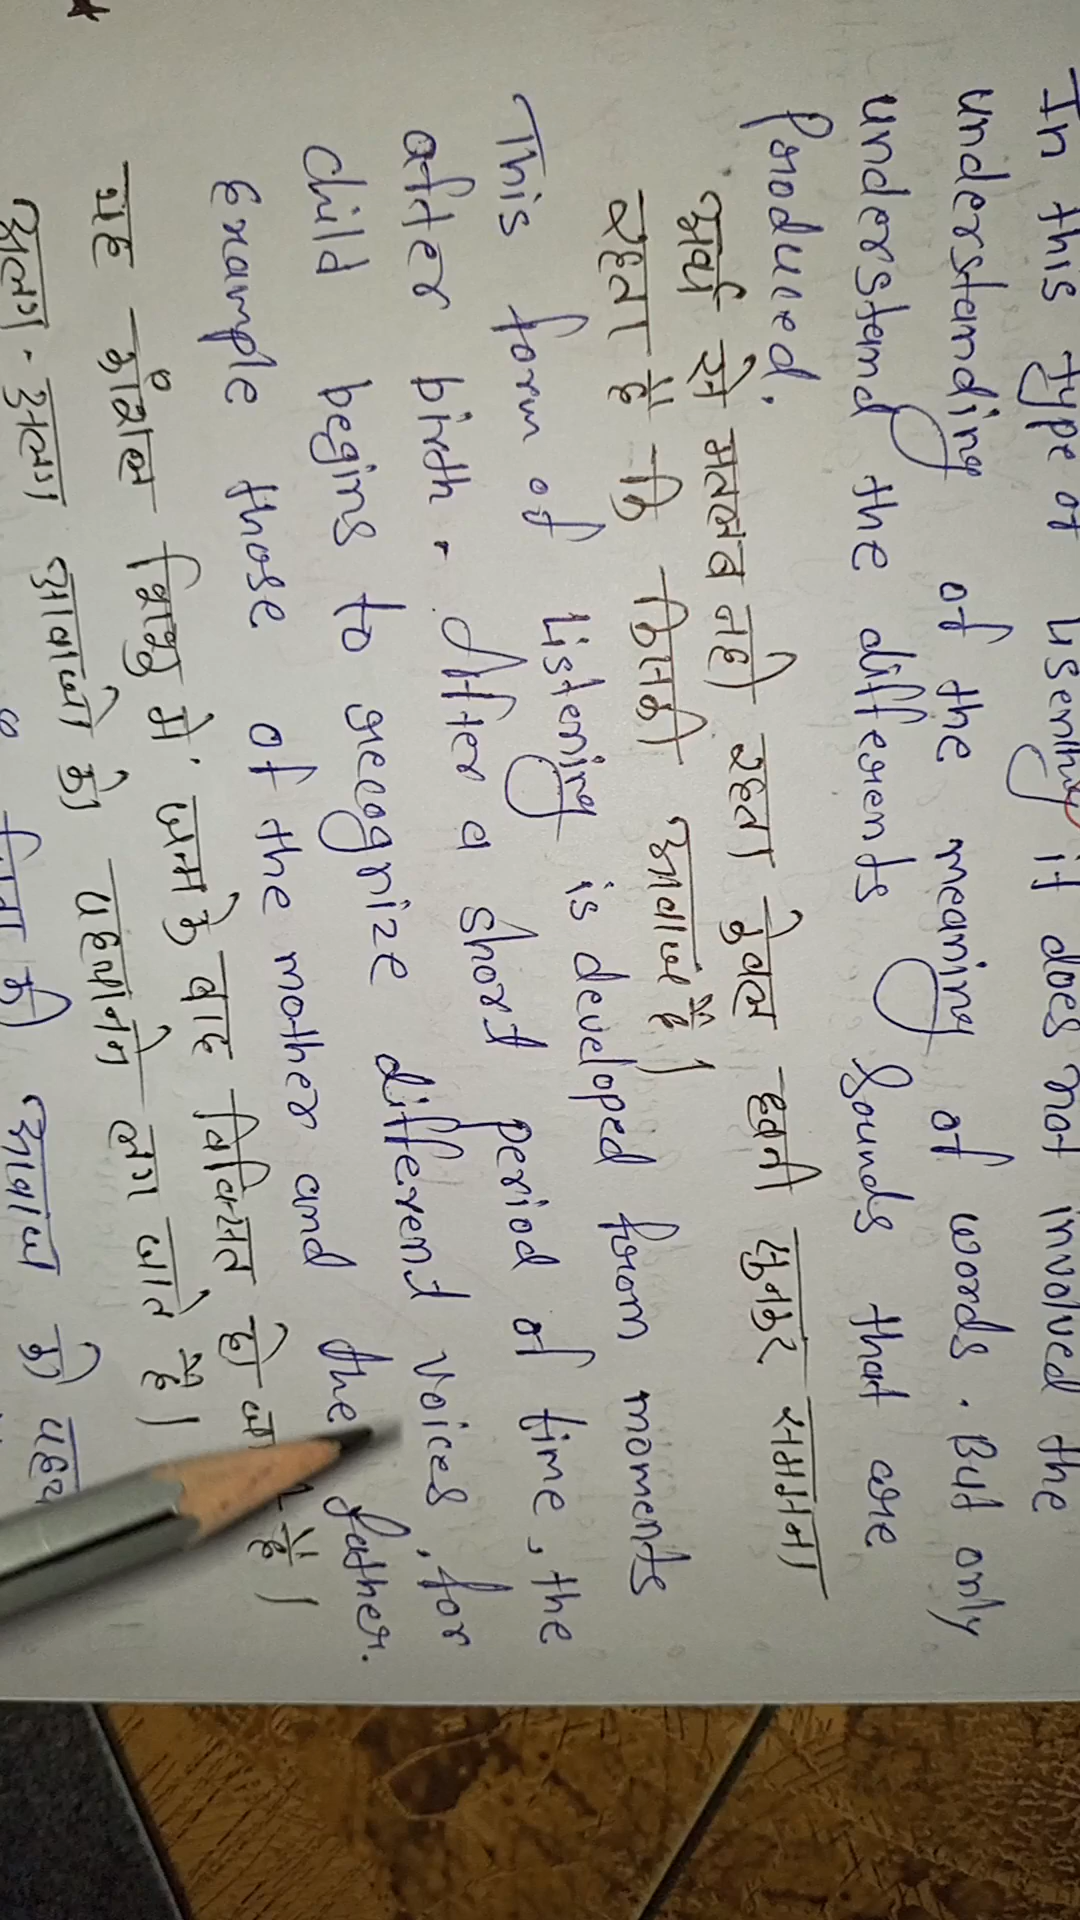 In this type of lisenthing it does not involved the
understanding of the meaning of words. But only
understand the differents sounds that are
produced.
अर्थ से मतलब नही रहता केवल ध्वनी सुनकर समझना
रहता है कि किसकी आवाज है।
This form of listening is developed from moments
after birth. After a short period of time, the
child begins to recognize different voices, for
example those of the mother and the father.
यह कौशल शिशु में जन्म के बाद विकिसत हो है।
अलग-अलग आवाजो को पहचानने लग जाते है।
आवाज को